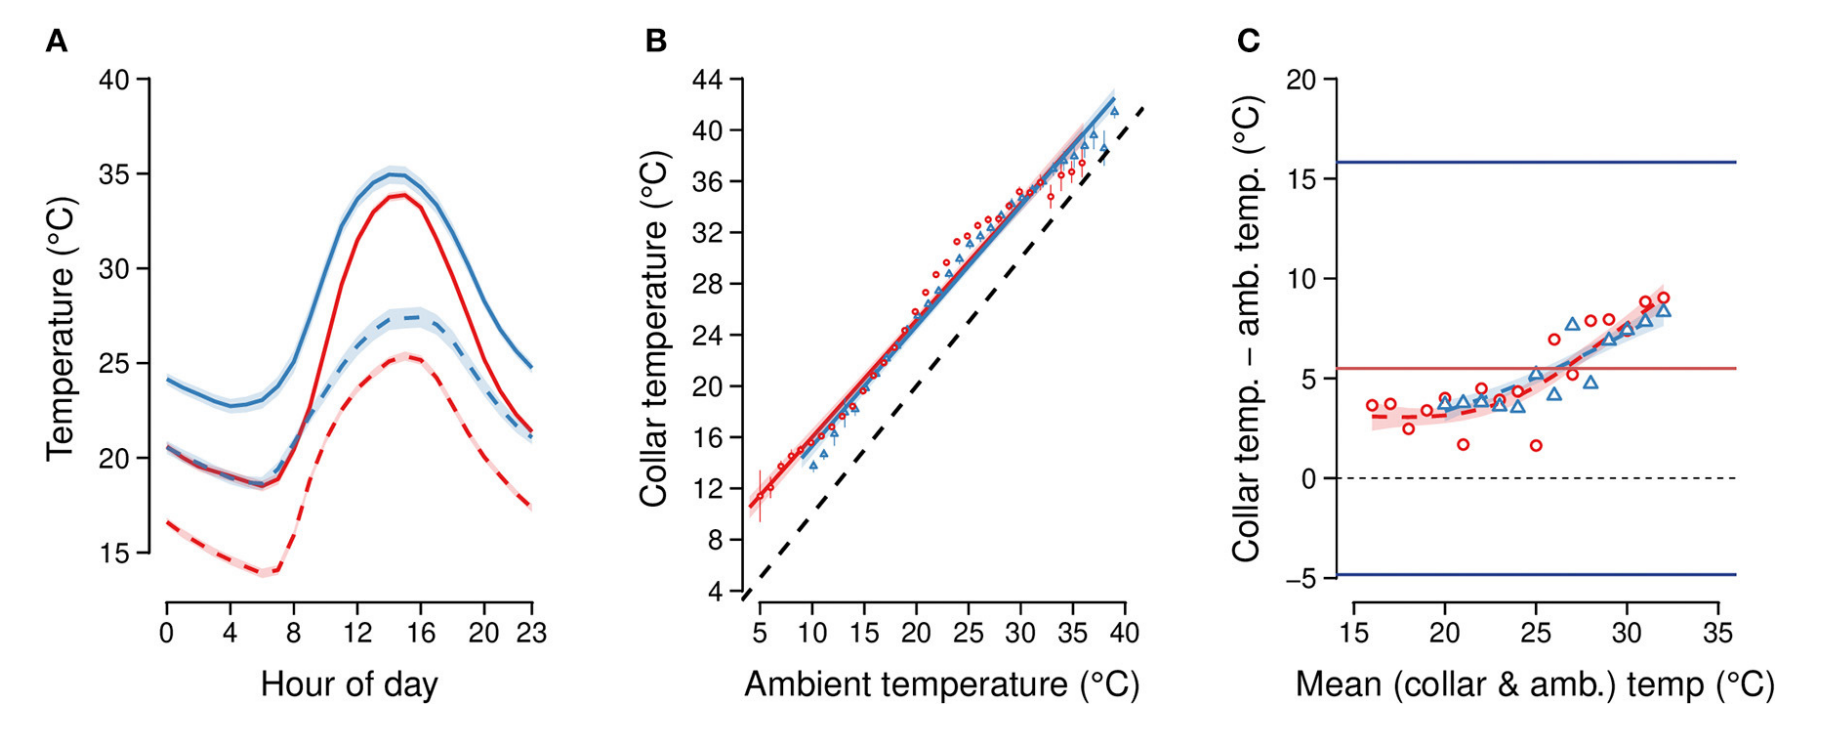 A
Temperature (°C)
40
35
30
25
20
15
0 4 8 12 16 20 23
Hour of day
B
Collar temperature (°C)
44
40
36
32
28
24
20
16
12
8
4
5 10 15 20 25 30 35 40
Ambient temperature (°C)
C
Collar temp. – amb. temp. (°C)
20
15
10
5
0
–5
15 20 25 30 35
Mean (collar & amb.) temp (°C)